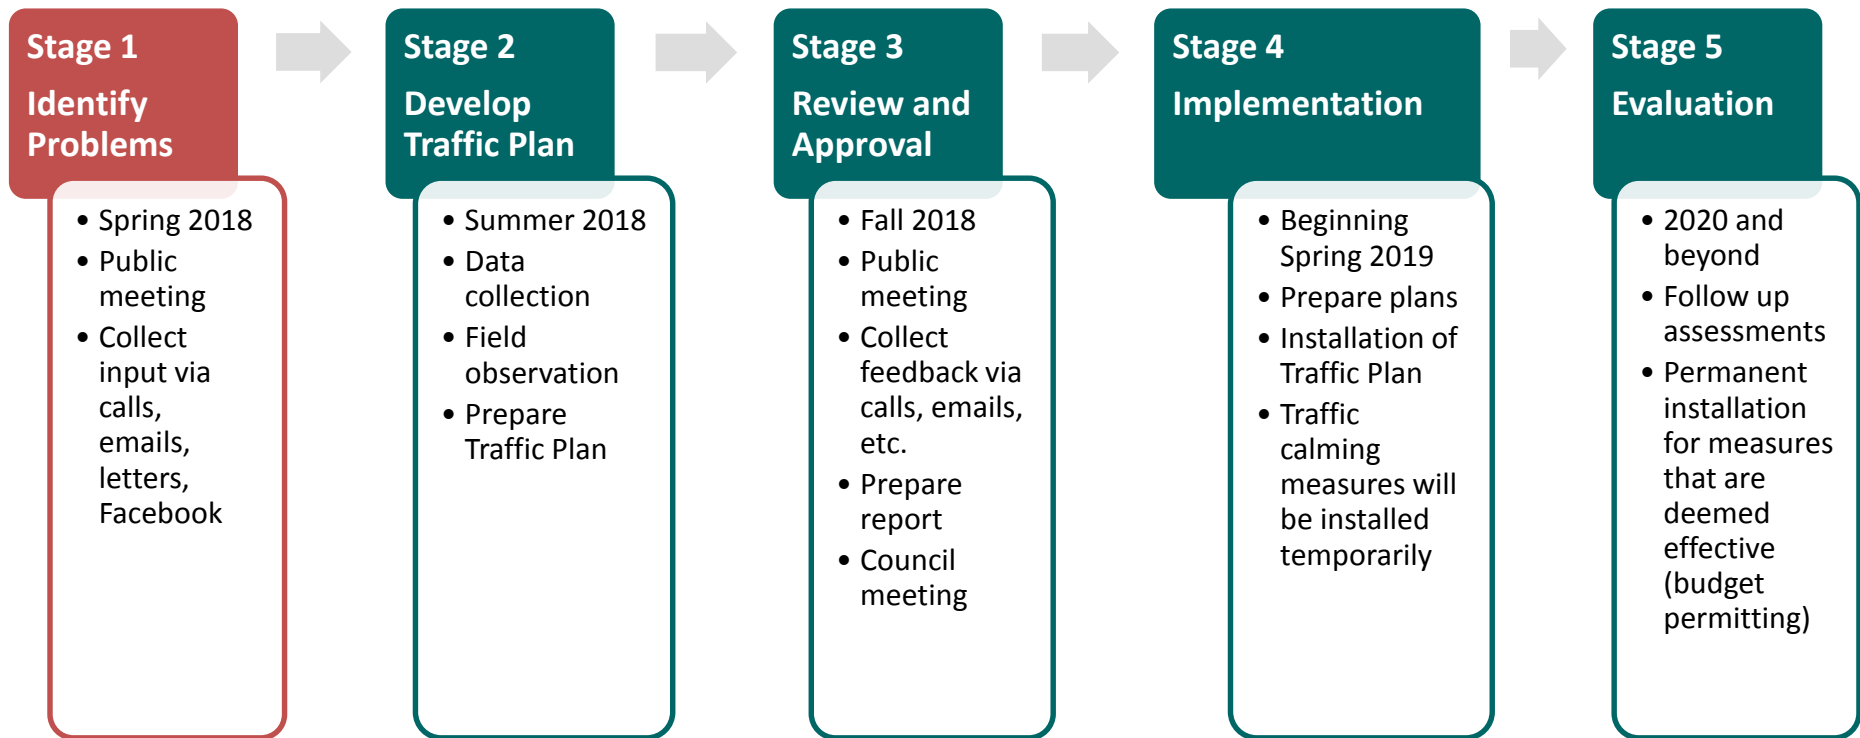 Stage 1
Identify
Problems
• Spring 2018
• Public
meeting
• Collect
input via
calls,
emails,
letters,
Facebook
Stage 2
Develop
Traffic Plan
• Summer 2018
• Data
collection
• Field
observation
• Prepare
Traffic Plan
Stage 3
Review and
Approval
• Fall 2018
• Public
meeting
• Collect
feedback via
calls, emails,
etc.
• Prepare
report
• Council
meeting
Stage 4
Implementation
• Beginning
Spring 2019
• Prepare plans
• Installation of
Traffic Plan
• Traffic
calming
measures will
be installed
temporarily
Stage 5
Evaluation
• 2020 and
beyond
• Follow up
assessments
• Permanent
installation
for measures
that are
deemed
effective
(budget
permitting)